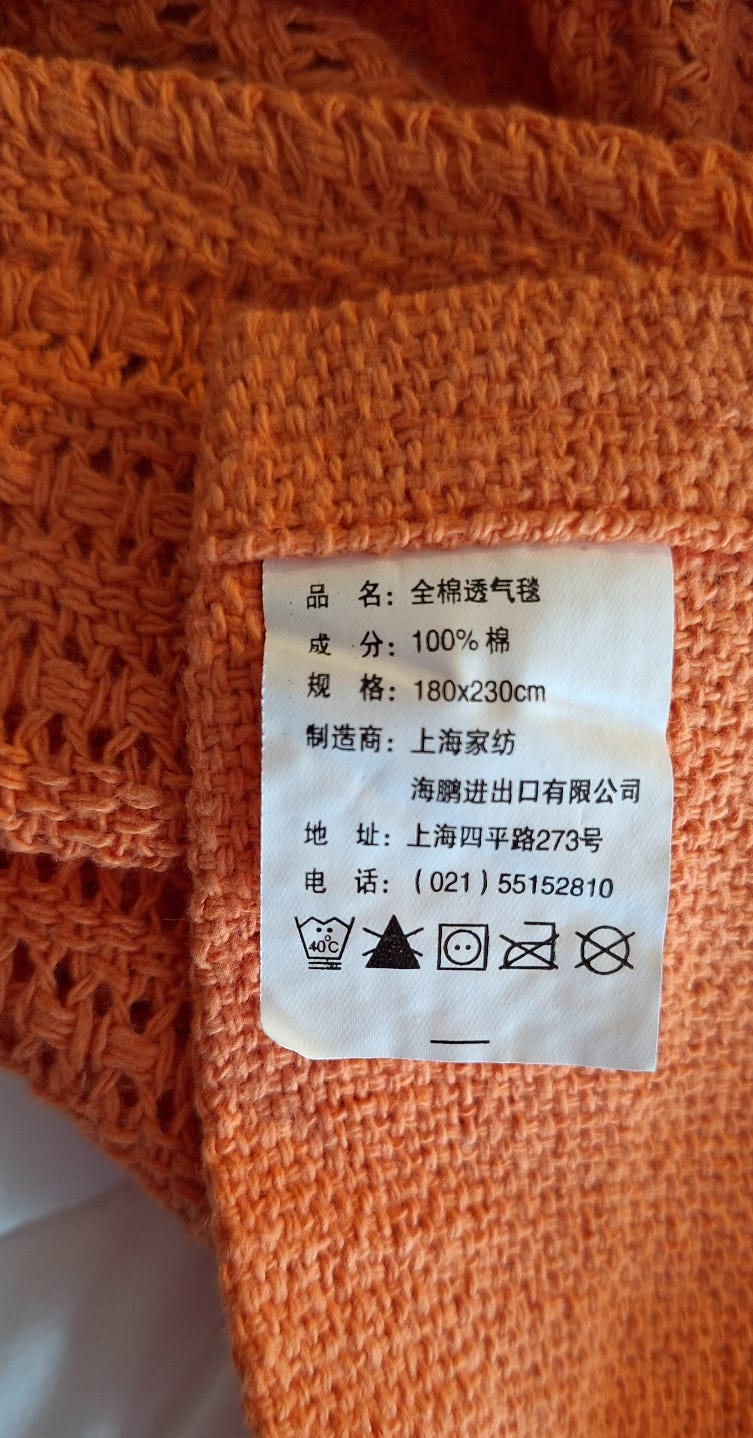 品 名：全棉透气毯
成 分：100% 棉
规 格：180x230cm
制造商：上海家纺
海鹏进出口有限公司
地 址：上海四平路273号
电 话：(021) 55152810
40°C